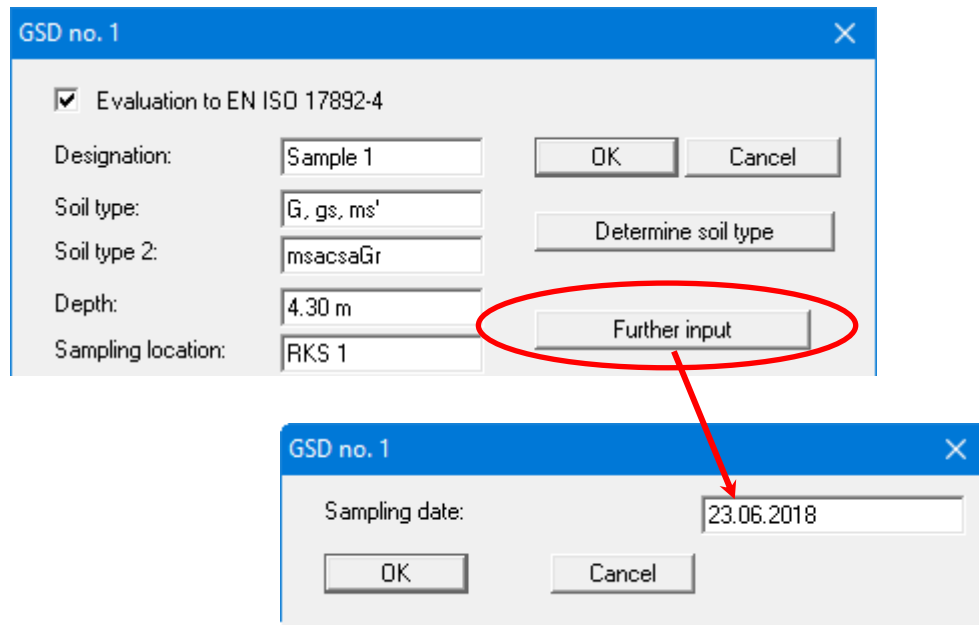 GSD no. 1
Evaluation to EN ISO 17892-4
Designation: Sample 1 OK Cancel
Soil type: G, gs, ms'
Determine soil type
Soil type 2: msacsaGr
Depth: 4.30 m
Further input
Sampling location: RKS 1
GSD no. 1
Sampling date: 23.06.2018
OK Cancel